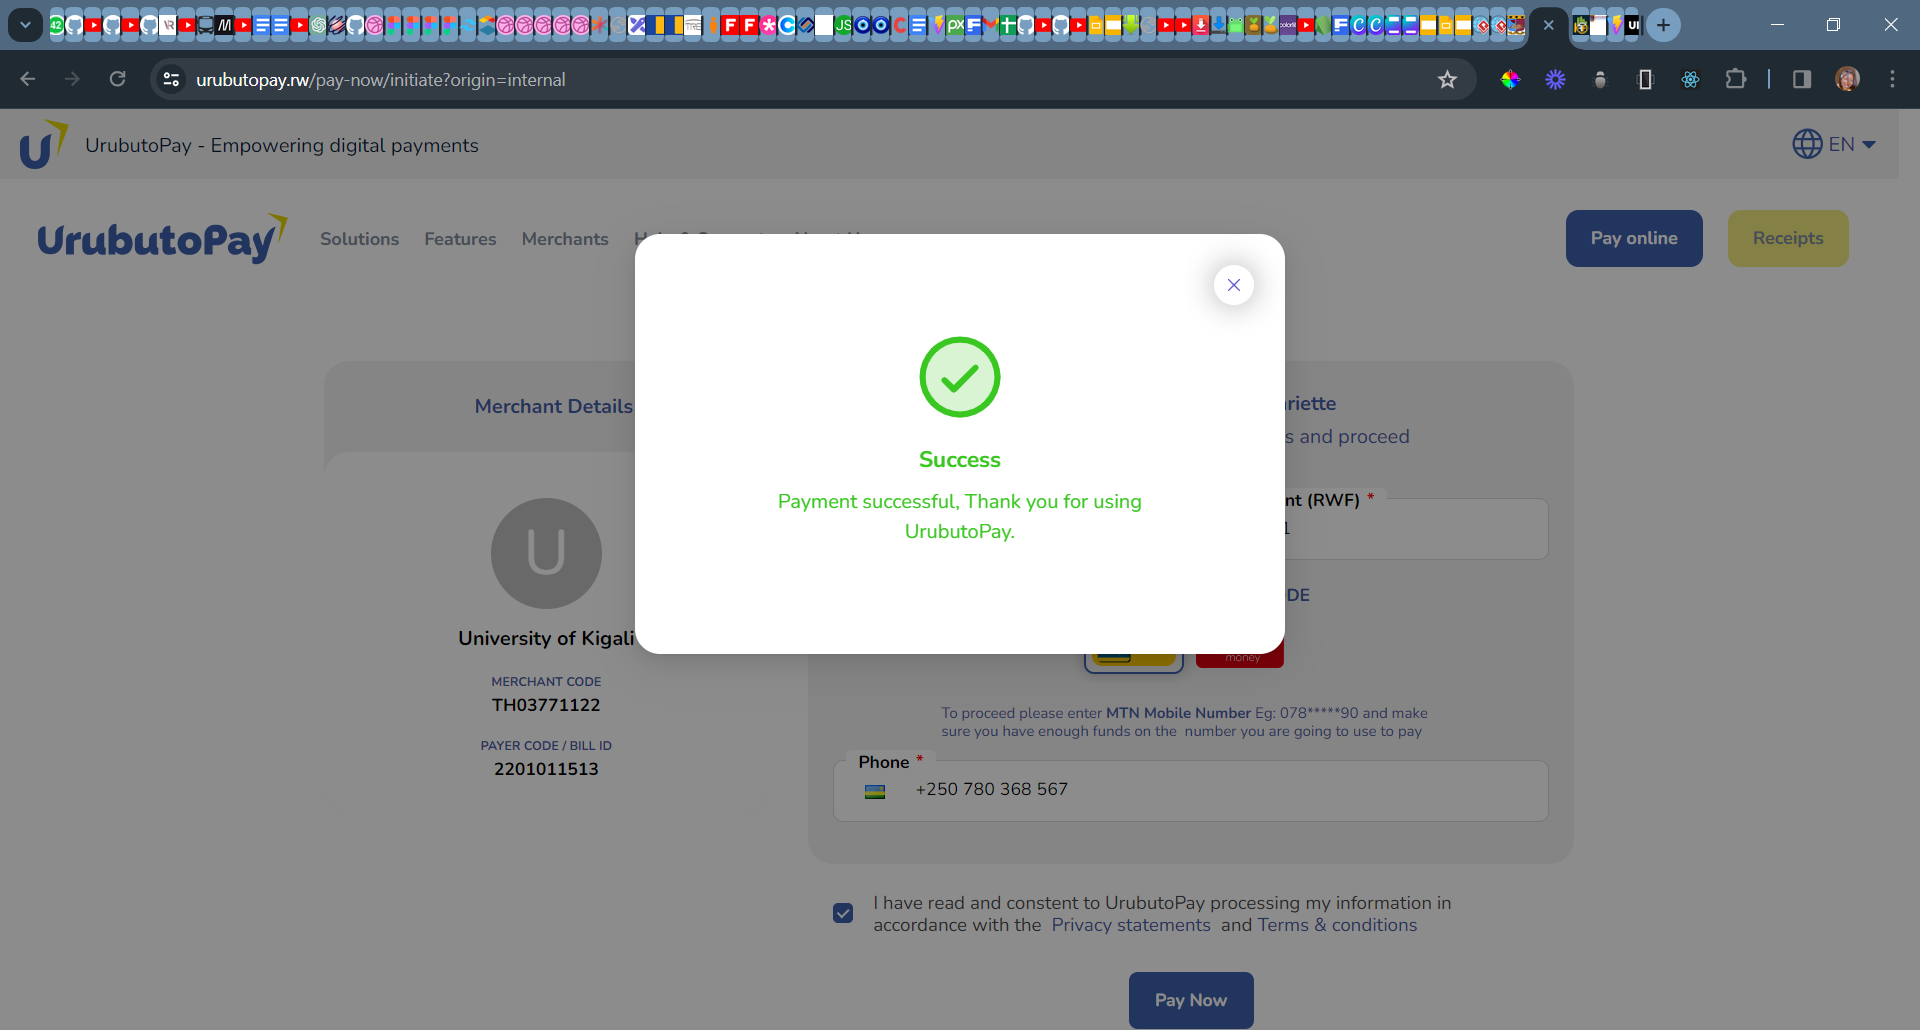 urubutopay.rw/pay-now/initiate?origin=internal
UrubutoPay - Empowering digital payments
EN
UrubutoPay
Solutions
Features
Merchants
Pay online
Receipts
Merchant Details
riette
s and proceed
Success
Payment successful, Thank you for using
UrubutoPay.
nt (RWF) *
1
U
DE
University of Kigali
money
MERCHANT CODE
TH03771122
To proceed please enter MTN Mobile Number Eg: 078*****90 and make
sure you have enough funds on the number you are going to use to pay
PAYER CODE / BILL ID
2201011513
Phone *
+250 780 368 567
I have read and constent to UrubutoPay processing my information in
accordance with the Privacy statements and Terms & conditions
Pay Now